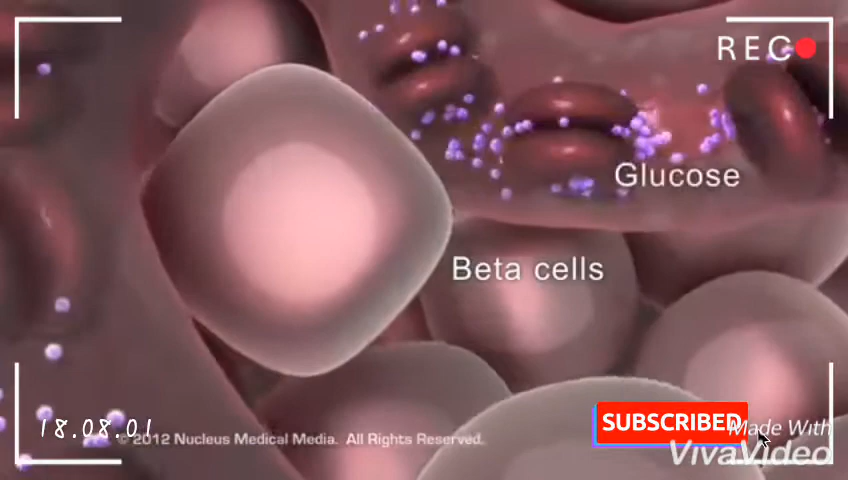 REC
Glucose
Beta cells
18.08.01
© 2012 Nucleus Medical Media. All Rights Reserved.
SUBSCRIBED
Made With
VivaVideo